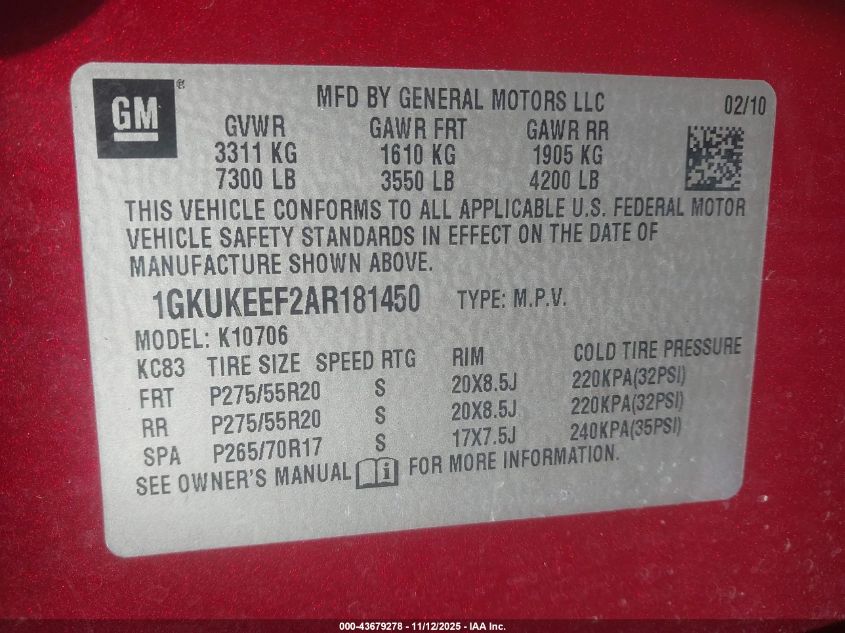 GM ®
MFD BY GENERAL MOTORS LLC 02/10
GVWR GAWR FRT GAWR RR
3311 KG 1610 KG 1905 KG
7300 LB 3550 LB 4200 LB
THIS VEHICLE CONFORMS TO ALL APPLICABLE U.S. FEDERAL MOTOR
VEHICLE SAFETY STANDARDS IN EFFECT ON THE DATE OF
MANUFACTURE SHOWN ABOVE.
1GKUKEEF2AR181450 TYPE: M.P.V.
MODEL: K10706
KC83 TIRE SIZE SPEED RTG RIM COLD TIRE PRESSURE
FRT P275/55R20 S 20X8.5J 220KPA(32PSI)
RR P275/55R20 S 20X8.5J 220KPA(32PSI)
SPA P265/70R17 S 17X7.5J 240KPA(35PSI)
SEE OWNER'S MANUAL i FOR MORE INFORMATION.
000-43679278 - 11/12/2025 - IAA Inc.